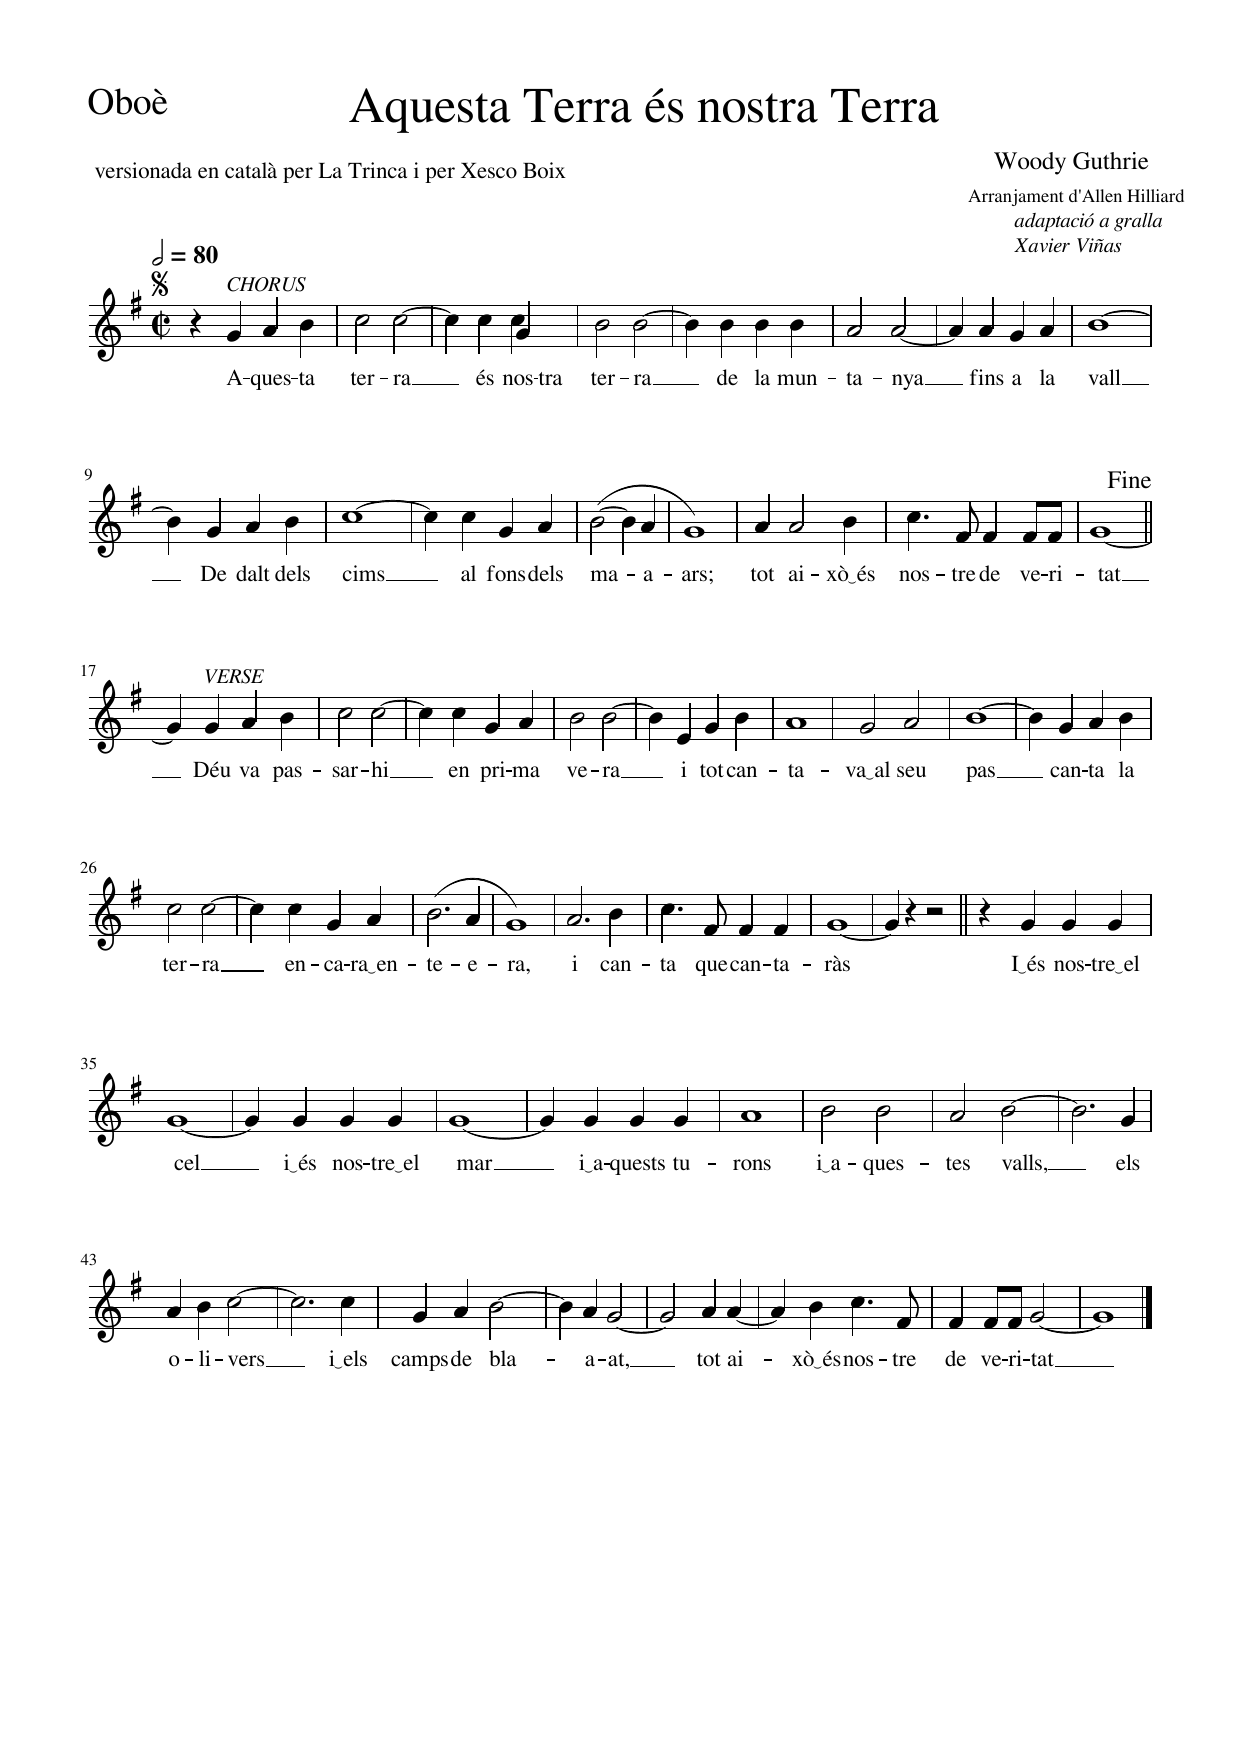 Oboè
Aquesta Terra és nostra Terra
versionada en català per La Trinca i per Xesco Boix
Woody Guthrie
Arranjament d'Allen Hilliard
adaptació a gralla
Xavier Viñas
= 80
CHORUS
A-ques-ta ter-ra és nos-tra ter-ra de la mun-ta-nya fins a la vall
9
Fine
De dalt dels cims al fons dels ma-a-ars; tot ai-xò‿és nos-tre de ve-ri-tat
17
VERSE
Déu va pas-sar-hi en pri-ma ve-ra i tot can-ta-va‿al seu pas can-ta la
26
ter-ra en-ca-ra‿en-te-e-ra, i can-ta que can-ta-ràs I‿és nos-tre‿el
35
cel i‿és nos-tre‿el mar i‿a-quests tu-rons i‿a-ques-tes valls, els
43
o-li-vers i‿els camps de bla-a-at, tot ai-xò‿és nos-tre de ve-ri-tat